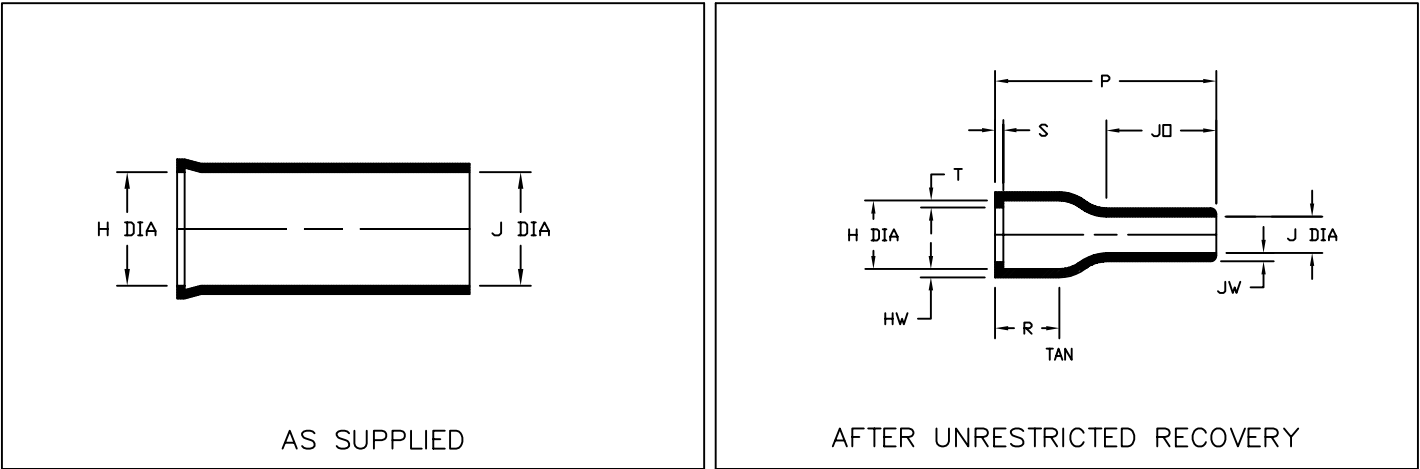 H DIA
J DIA
AS SUPPLIED
P
S
JO
T
H DIA
J DIA
JW
HW
R
TAN
AFTER UNRESTRICTED RECOVERY